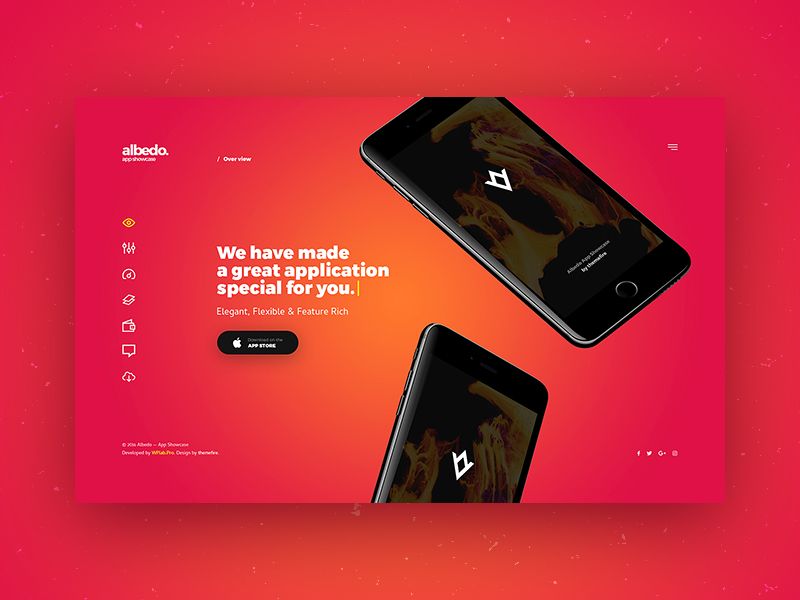 albedo.
app showcase
/ Over view
We have made
a great application
special for you.
Elegant, Flexible & Feature Rich
Download on the
APP STORE
Albedo App Showcase
by themefire
© 2016 Albedo — App Showcase
Developed by WPlab.Pro. Design by themefire.